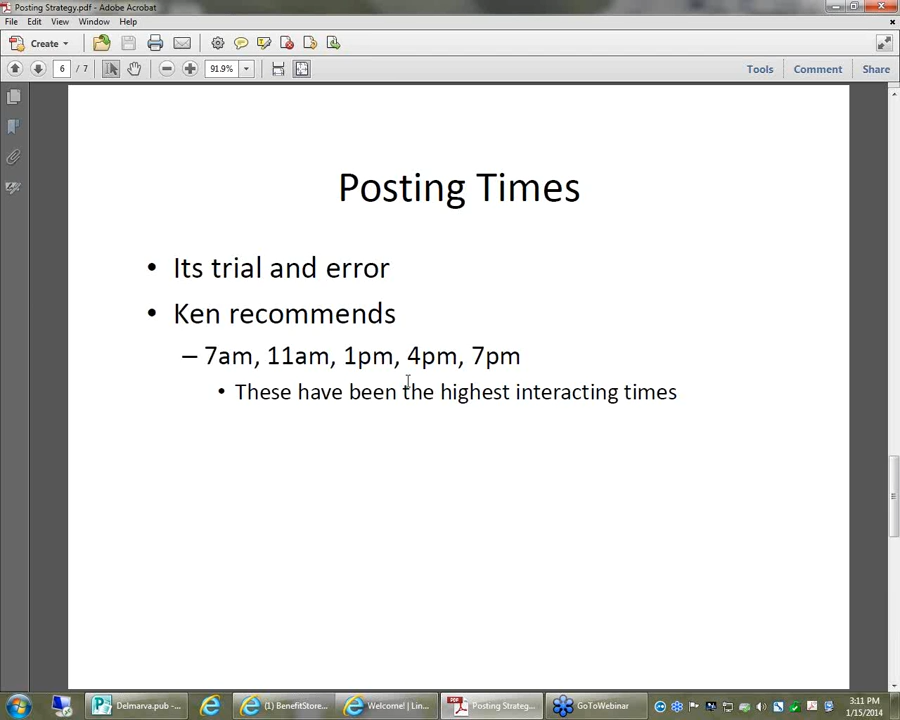 Posting Strategy.pdf - Adobe Acrobat
File Edit View Window Help
Create
6 / 7 91.9% Tools Comment Share
Posting Times
• Its trial and error
• Ken recommends
– 7am, 11am, 1pm, 4pm, 7pm
• These have been the highest interacting times
Delmarva.pub -... (1) BenefitStore... Welcome! | Lin... Posting Strateg... GoToWebinar
3:11 PM
1/15/2014